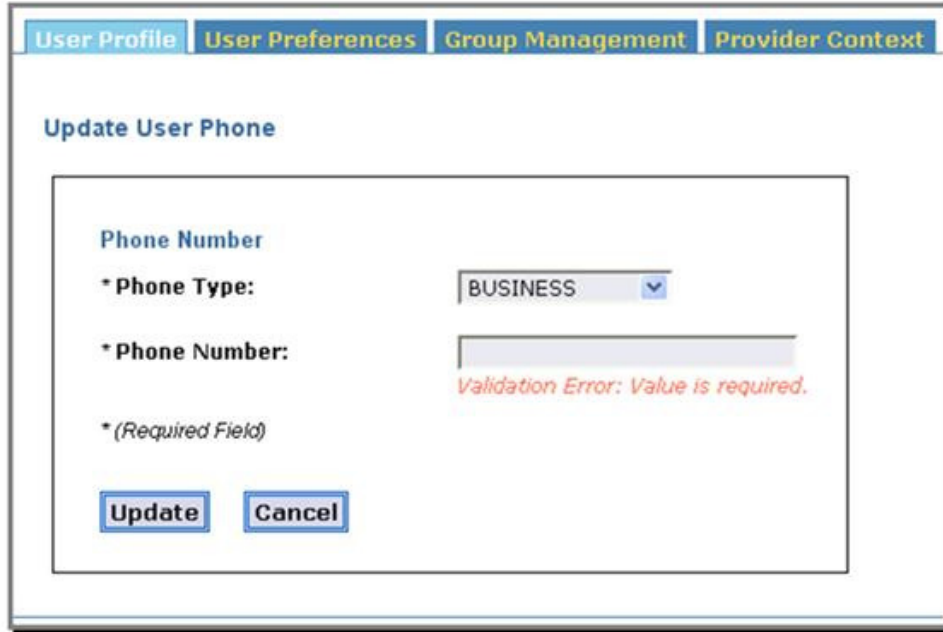 User Profile User Preferences Group Management Provider Context
Update User Phone
Phone Number
* Phone Type: BUSINESS
* Phone Number:
Validation Error: Value is required.
* (Required Field)
Update Cancel